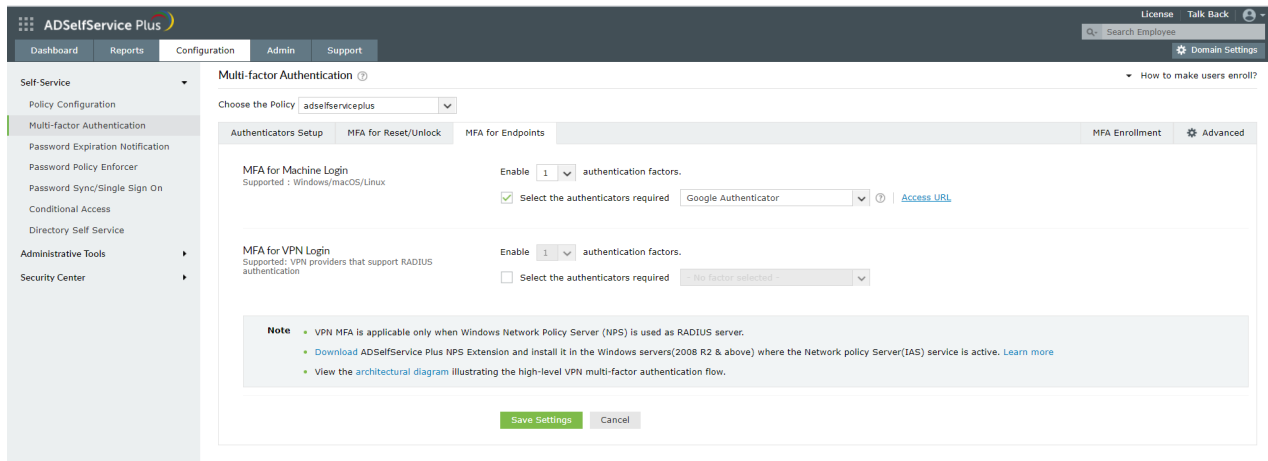 License Talk Back
ADSelfService Plus
Search Employee
Dashboard Reports Configuration Admin Support
Domain Settings
Self-Service
Policy Configuration
Multi-factor Authentication
Password Expiration Notification
Password Policy Enforcer
Password Sync/Single Sign On
Conditional Access
Directory Self Service
Administrative Tools
Security Center
Multi-factor Authentication ?
How to make users enroll?
Choose the Policy adselfserviceplus
Authenticators Setup MFA for Reset/Unlock MFA for Endpoints MFA Enrollment Advanced
MFA for Machine Login
Supported : Windows/macOS/Linux
Enable 1 authentication factors.
Select the authenticators required Google Authenticator ? Access URL
MFA for VPN Login
Supported: VPN providers that support RADIUS
authentication
Enable 1 authentication factors.
Select the authenticators required - No factor selected -
Note • VPN MFA is applicable only when Windows Network Policy Server (NPS) is used as RADIUS server.
• Download ADSelfService Plus NPS Extension and install it in the Windows servers(2008 R2 & above) where the Network policy Server(IAS) service is active. Learn more
• View the architectural diagram illustrating the high-level VPN multi-factor authentication flow.
Save Settings Cancel